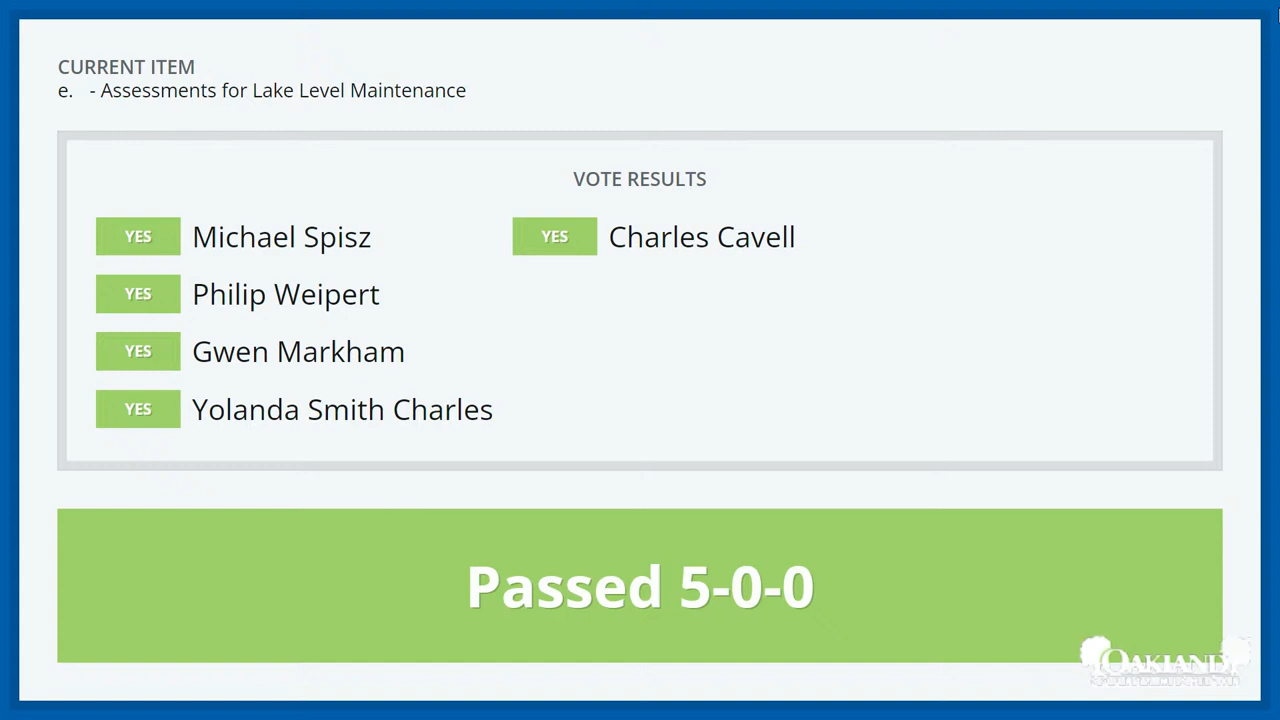 CURRENT ITEM
e. - Assessments for Lake Level Maintenance
VOTE RESULTS
YES Michael Spisz
YES Charles Cavell
YES Philip Weipert
YES Gwen Markham
YES Yolanda Smith Charles
Passed 5-0-0
OAKLAND